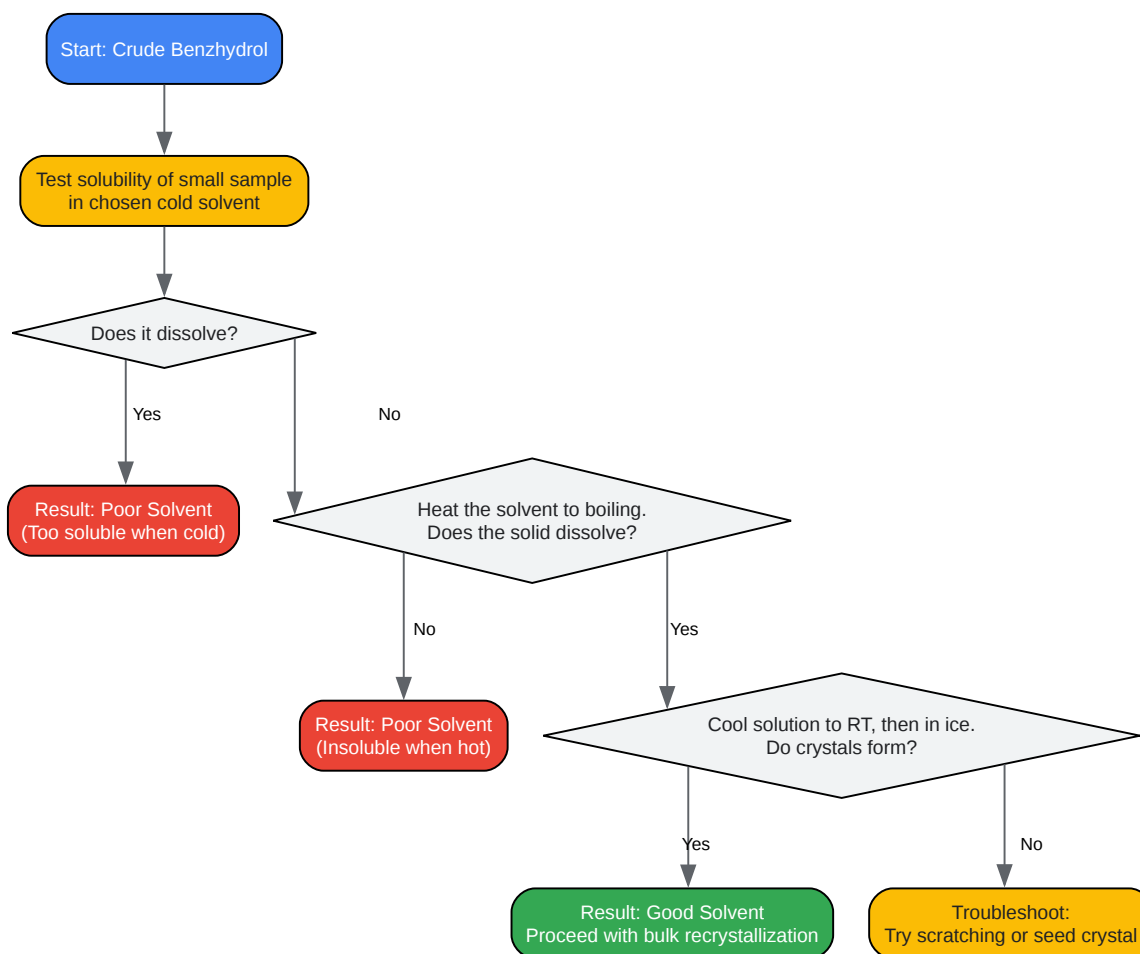 Start: Crude Benzhydrol
Test solubility of small sample
in chosen cold solvent
Does it dissolve?
Yes
No
Result: Poor Solvent
(Too soluble when cold)
Heat the solvent to boiling.
Does the solid dissolve?
No
Yes
Result: Poor Solvent
(Insoluble when hot)
Cool solution to RT, then in ice.
Do crystals form?
Yes
No
Result: Good Solvent
Proceed with bulk recrystallization
Troubleshoot:
Try scratching or seed crystal